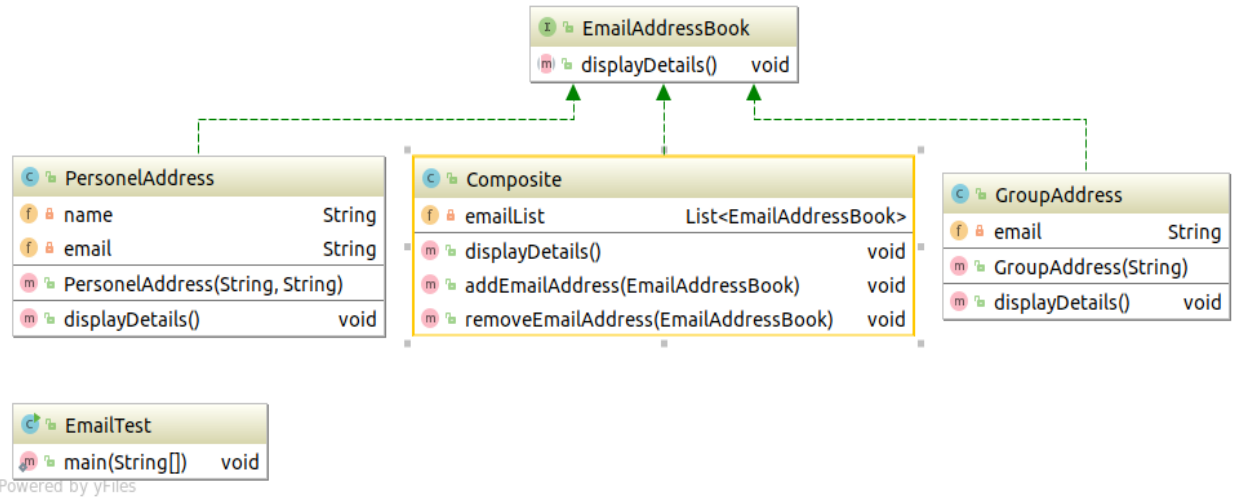 EmailAddressBook
displayDetails() void
PersonelAddress
name String
email String
PersonelAddress(String, String)
displayDetails() void
Composite
emailList List<EmailAddressBook>
displayDetails() void
addEmailAddress(EmailAddressBook) void
removeEmailAddress(EmailAddressBook) void
GroupAddress
email String
GroupAddress(String)
displayDetails() void
EmailTest
main(String[]) void
Powered by yFiles